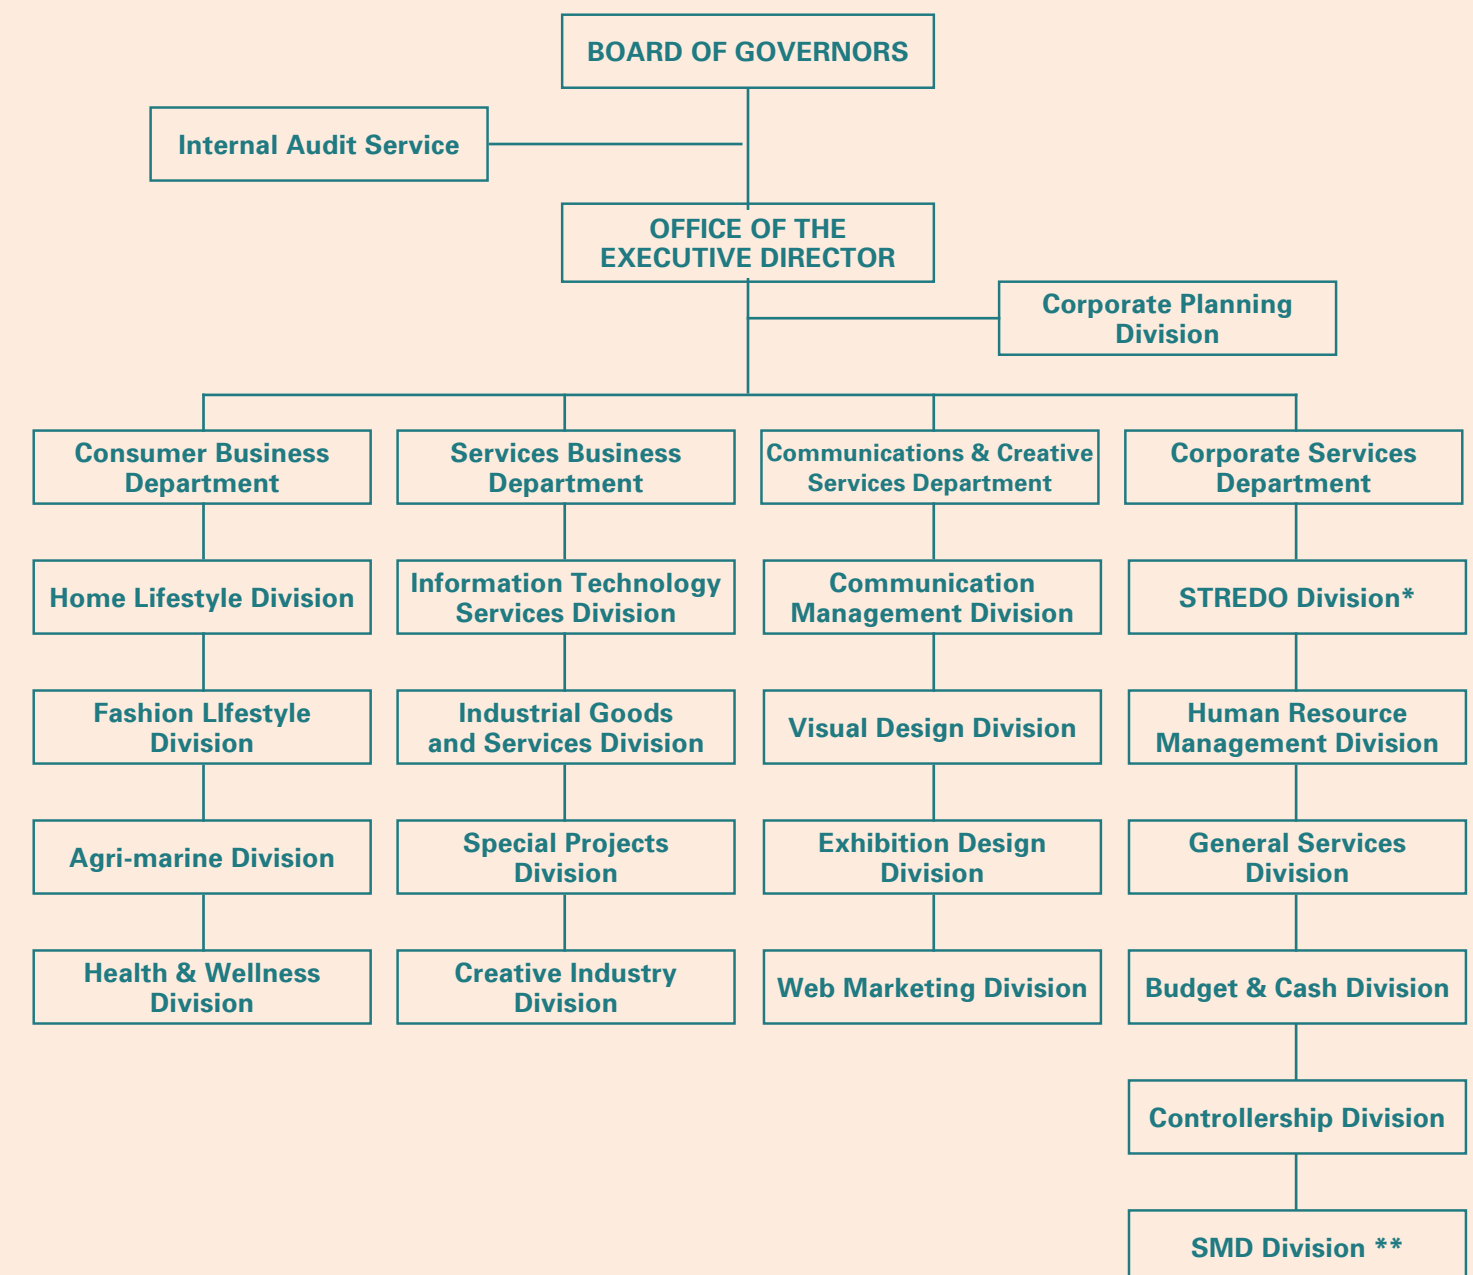 BOARD OF GOVERNORS
Internal Audit Service
OFFICE OF THE
EXECUTIVE DIRECTOR
Corporate Planning
Division
Consumer Business
Department
Services Business
Department
Communications & Creative
Services Department
Corporate Services
Department
Home Lifestyle Division
Information Technology
Services Division
Communication
Management Division
STREDO Division*
Fashion LIfestyle
Division
Industrial Goods
and Services Division
Visual Design Division
Human Resource
Management Division
Agri-marine Division
Special Projects
Division
Exhibition Design
Division
General Services
Division
Health & Wellness
Division
Creative Industry
Division
Web Marketing Division
Budget & Cash Division
Controllership Division
SMD Division **